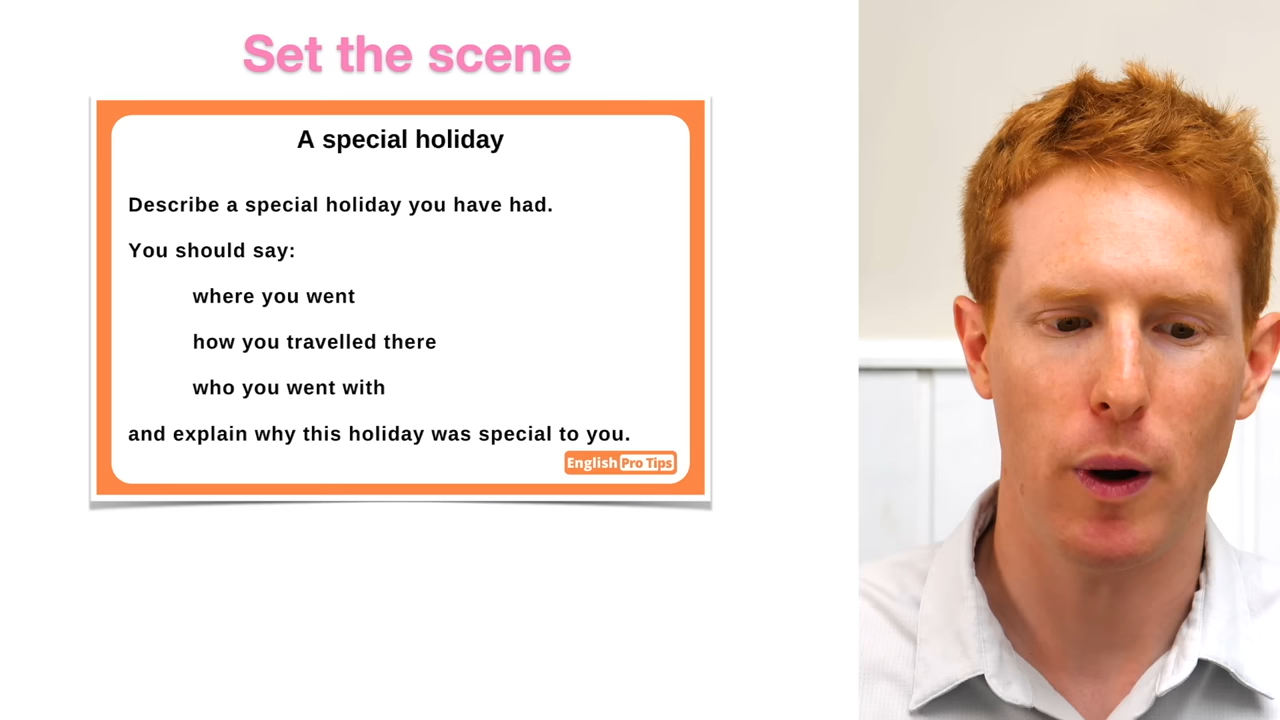 Set the scene
A special holiday
Describe a special holiday you have had.
You should say:
where you went
how you travelled there
who you went with
and explain why this holiday was special to you.
English Pro Tips